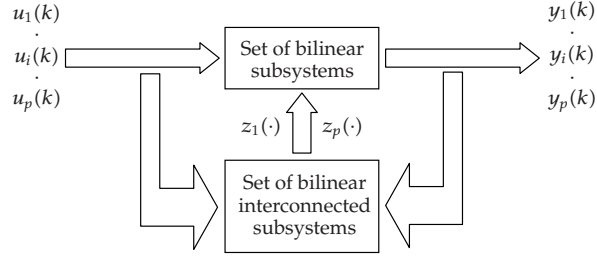 u₁(k)
.
uᵢ(k)
.
uₚ(k)
Set of bilinear
subsystems
y₁(k)
.
yᵢ(k)
.
yₚ(k)
z₁(·) zₚ(·)
Set of bilinear
interconnected
subsystems